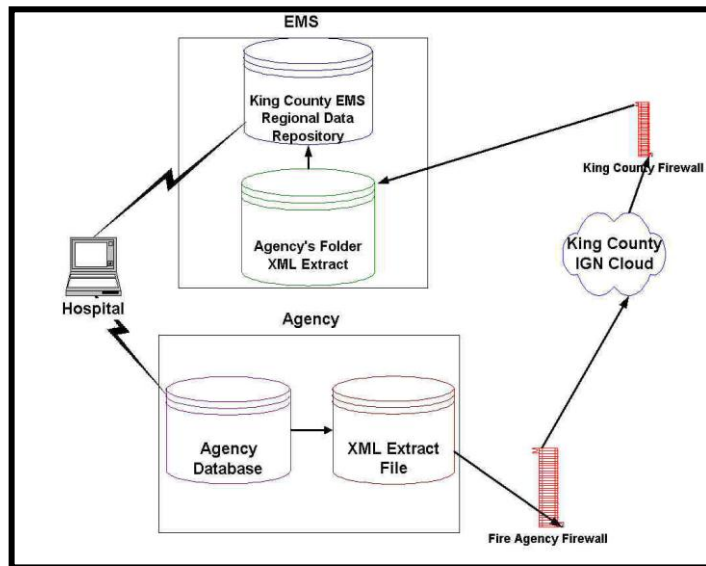 EMS
King County EMS
Regional Data
Repository
Agency's Folder
XML Extract
King County Firewall
King County
IGN Cloud
Hospital
Agency
Agency
Database
XML Extract
File
Fire Agency Firewall